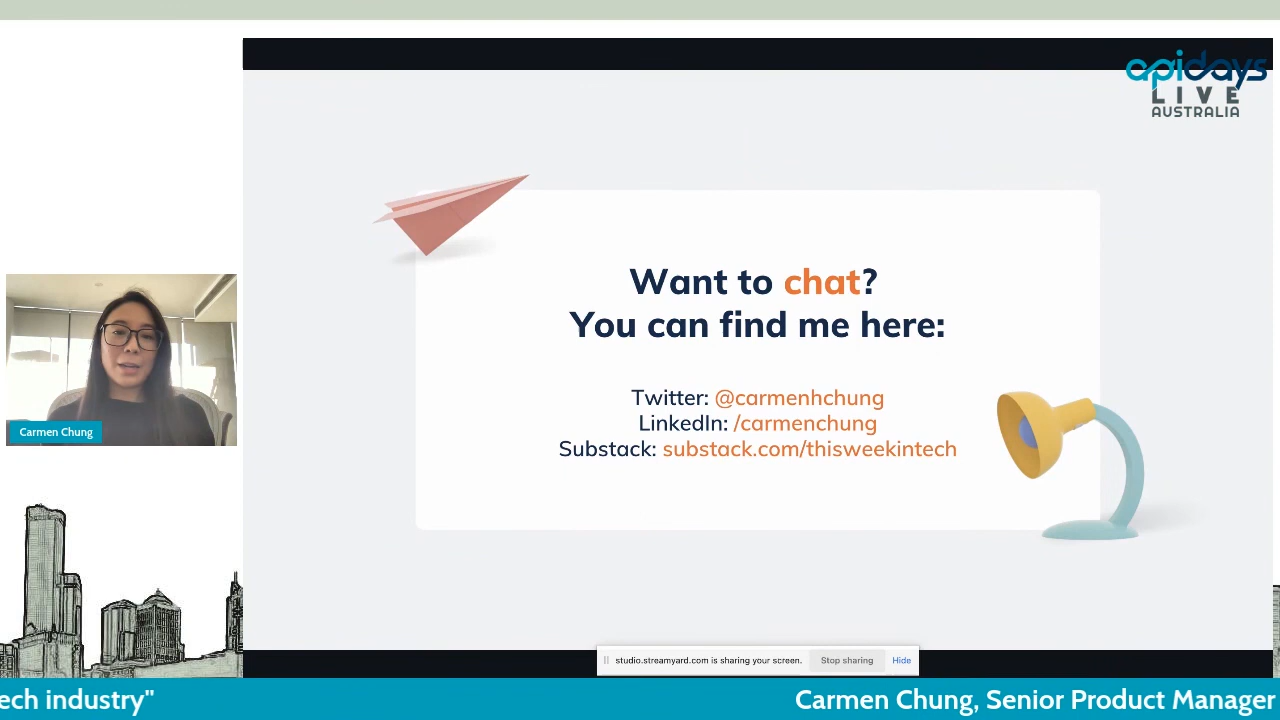 apidays
LIVE
AUSTRALIA
Want to chat?
You can find me here:
Twitter: @carmenhchung
LinkedIn: /carmenchung
Substack: substack.com/thisweekintech
Carmen Chung
studio.streamyard.com is sharing your screen. Stop sharing Hide
ech industry" Carmen Chung, Senior Product Manager